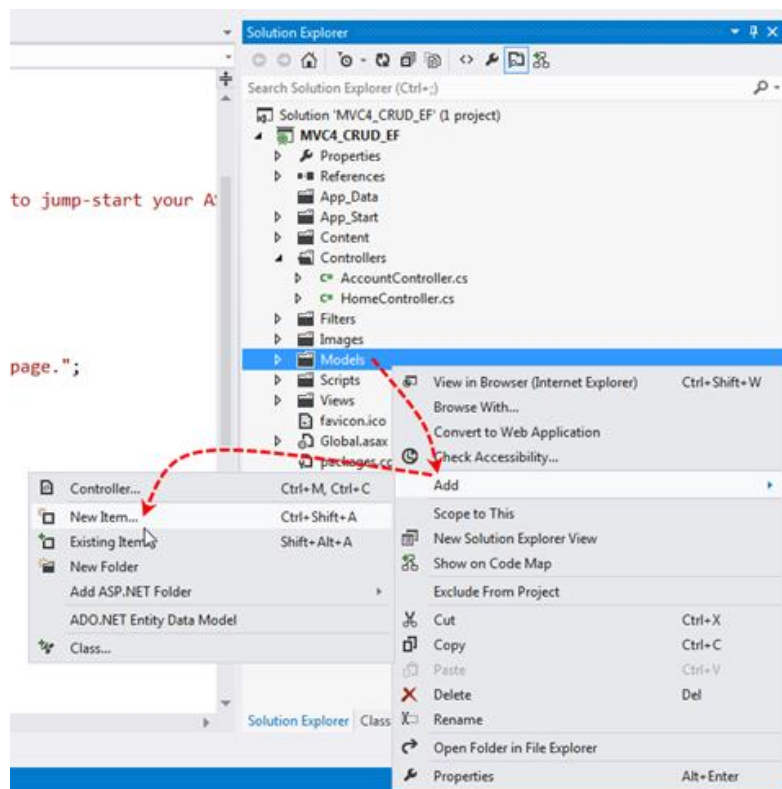 Solution Explorer
Search Solution Explorer (Ctrl+;)
Solution 'MVC4_CRUD_EF' (1 project)
MVC4_CRUD_EF
Properties
References
App_Data
to jump-start your A
App_Start
Content
Controllers
C# AccountController.cs
C# HomeController.cs
Filters
Images
Models
page.";
Scripts
Views
favicon.ico
Global.asax
View in Browser (Internet Explorer) Ctrl+Shift+W
Browse With...
Convert to Web Application
Check Accessibility...
Add
Scope to This
New Solution Explorer View
Show on Code Map
Exclude From Project
Cut Ctrl+X
Copy Ctrl+C
Paste Ctrl+V
Delete Del
Rename
Open Folder in File Explorer
Properties Alt+Enter
Controller... Ctrl+M, Ctrl+C
New Item... Ctrl+Shift+A
Existing Item Shift+Alt+A
New Folder
Add ASP.NET Folder
ADO.NET Entity Data Model
Class...
Solution Explorer Class